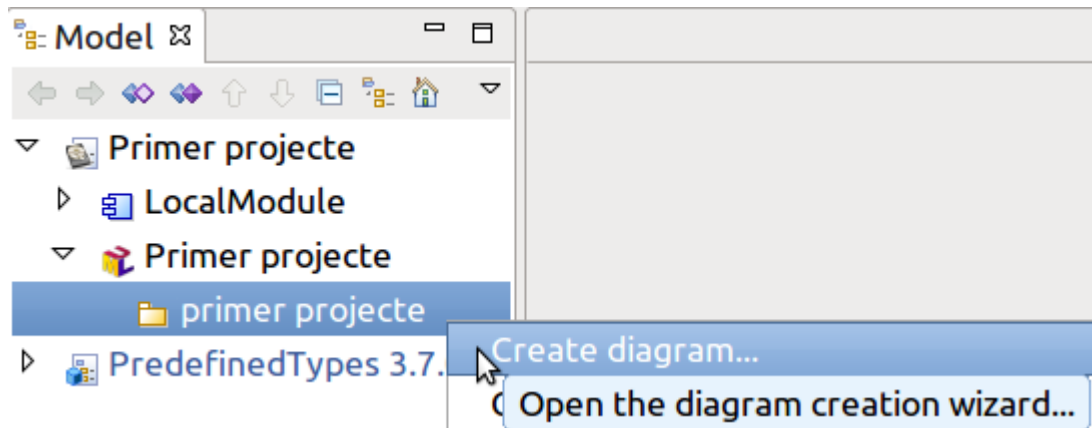 Model
Primer projecte
LocalModule
Primer projecte
primer projecte
PredefinedTypes 3.7.
Create diagram...
Open the diagram creation wizard...